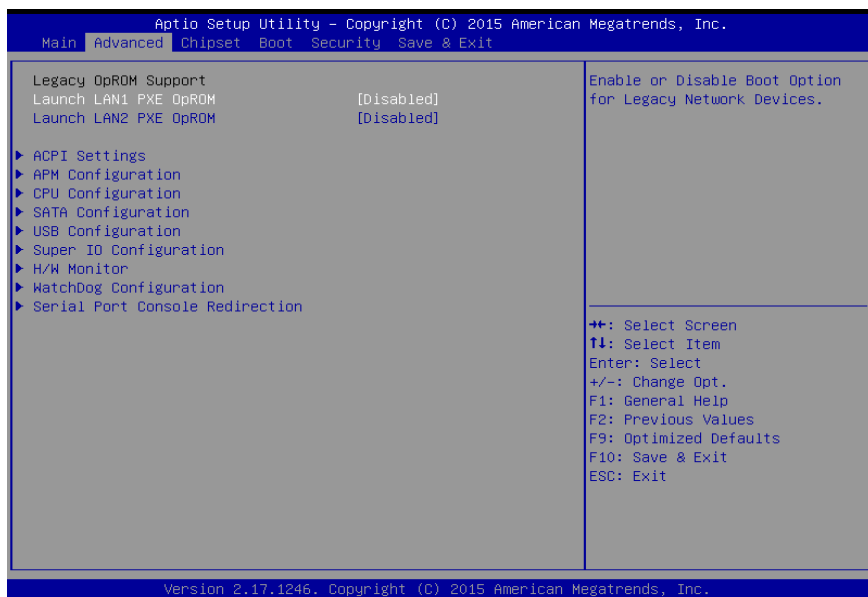 Aptio Setup Utility – Copyright (C) 2015 American Megatrends, Inc.
Main Advanced Chipset Boot Security Save & Exit
Legacy OpROM Support
Launch LAN1 PXE OpROM [Disabled]
Launch LAN2 PXE OpROM [Disabled]
ACPI Settings
APM Configuration
CPU Configuration
SATA Configuration
USB Configuration
Super IO Configuration
H/W Monitor
WatchDog Configuration
Serial Port Console Redirection
Enable or Disable Boot Option
for Legacy Network Devices.
→←: Select Screen
↑↓: Select Item
Enter: Select
+/-: Change Opt.
F1: General Help
F2: Previous Values
F9: Optimized Defaults
F10: Save & Exit
ESC: Exit
Version 2.17.1246. Copyright (C) 2015 American Megatrends, Inc.